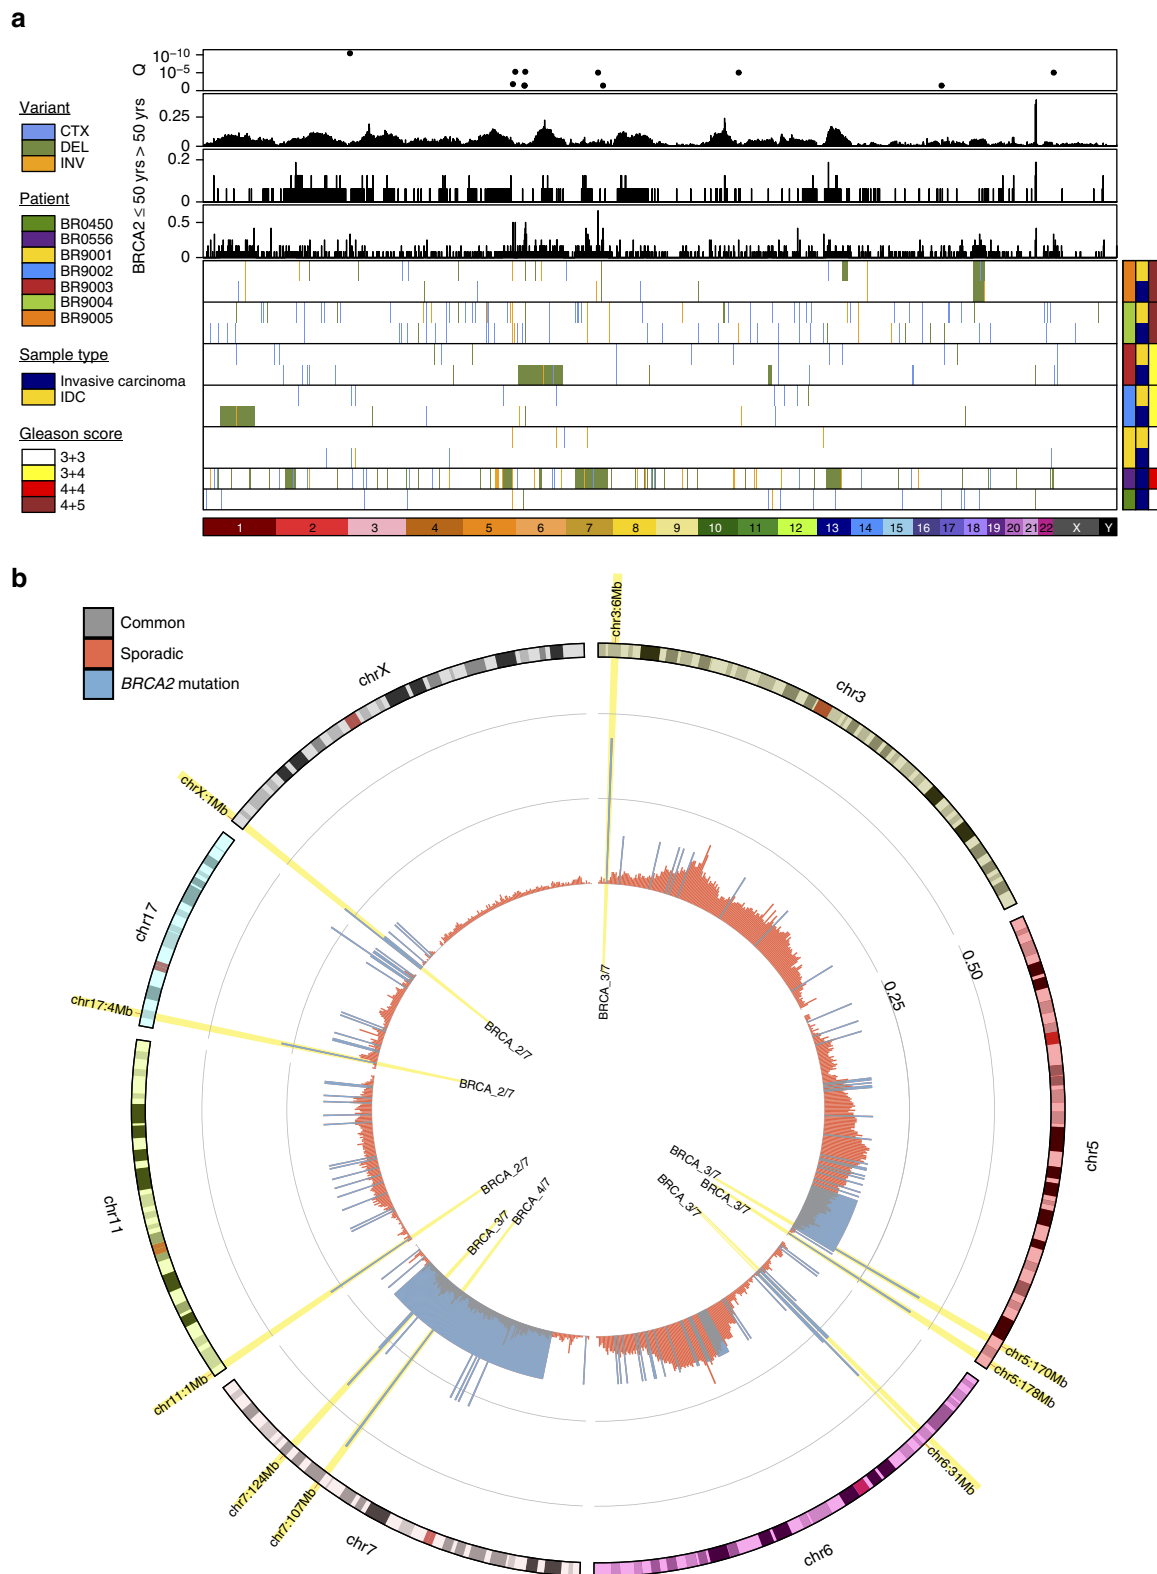 a
Q
10−10
10−5
0
> 50 yrs
0.25
0
≤ 50 yrs
0.2
0
BRCA2
0.5
0
Variant
CTX
DEL
INV
Patient
BR0450
BR0556
BR9001
BR9002
BR9003
BR9004
BR9005
Sample type
Invasive carcinoma
IDC
Gleason score
3+3
3+4
4+4
4+5
1 2 3 4 5 6 7 8 9 10 11 12 13 14 15 16 17 18 19 20 21 22 X Y
b
Common
Sporadic
BRCA2 mutation
chr3:6Mb
chrX
chr3
chrX:1Mb
chr17
0.50
0.25
BRCA_3/7
chr17:4Mb
BRCA_2/7
BRCA_2/7
chr5
BRCA_3/7
BRCA_3/7
BRCA_3/7
BRCA_2/7
BRCA_4/7
BRCA_3/7
chr11
chr11:1Mb
chr5:170Mb
chr5:178Mb
chr6:31Mb
chr7:124Mb
chr7:107Mb
chr7
chr6